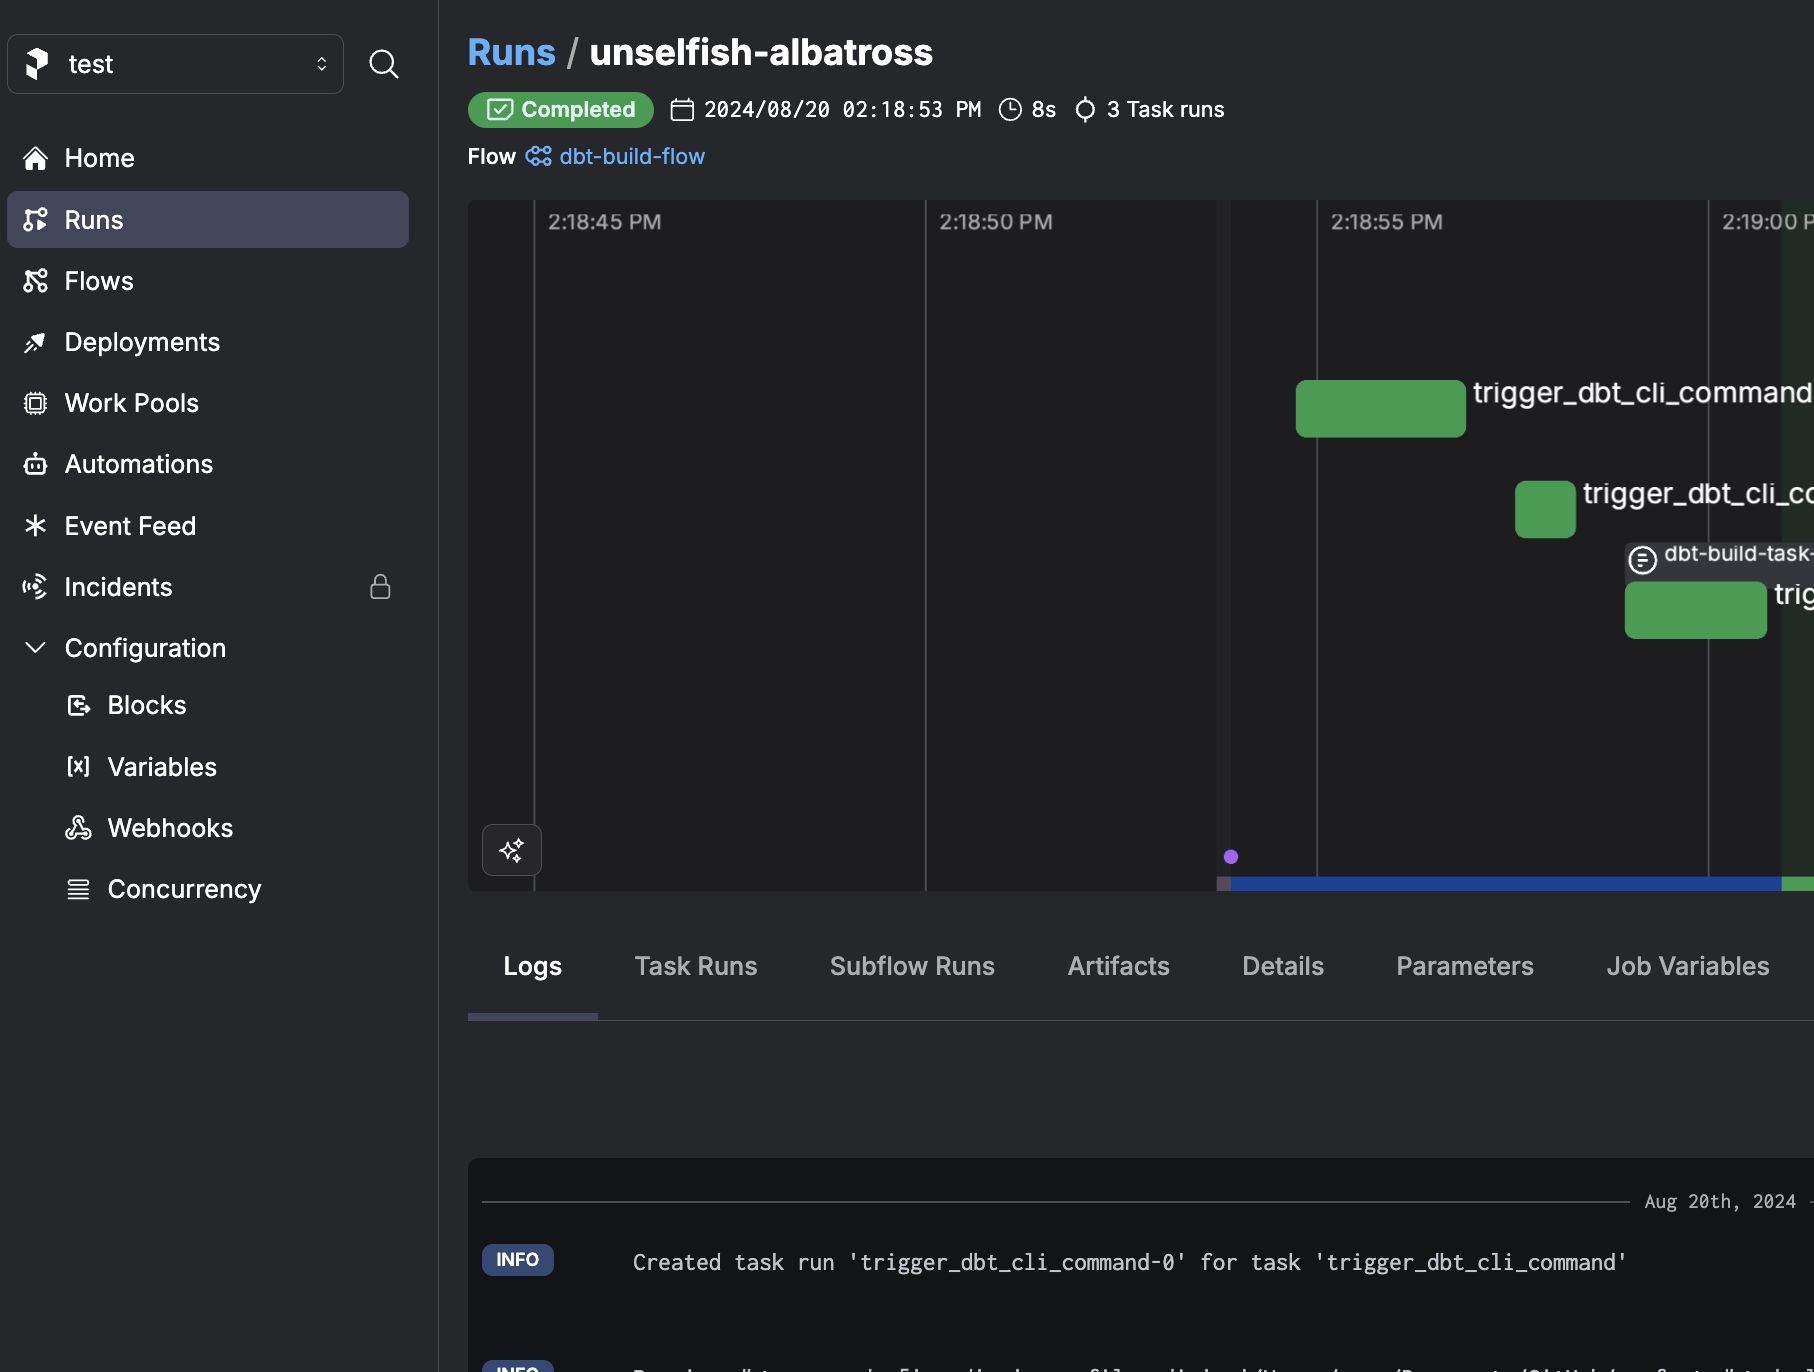 test
Home
Runs
Flows
Deployments
Work Pools
Automations
Event Feed
Incidents
Configuration
Blocks
Variables
Webhooks
Concurrency
Runs / unselfish-albatross
Completed 2024/08/20 02:18:53 PM 8s 3 Task runs
Flow dbt-build-flow
2:18:45 PM 2:18:50 PM 2:18:55 PM 2:19:00 P
trigger_dbt_cli_command
trigger_dbt_cli_co
dbt-build-task-
trig
Logs Task Runs Subflow Runs Artifacts Details Parameters Job Variables
Aug 20th, 2024
INFO Created task run 'trigger_dbt_cli_command-0' for task 'trigger_dbt_cli_command'
INFO